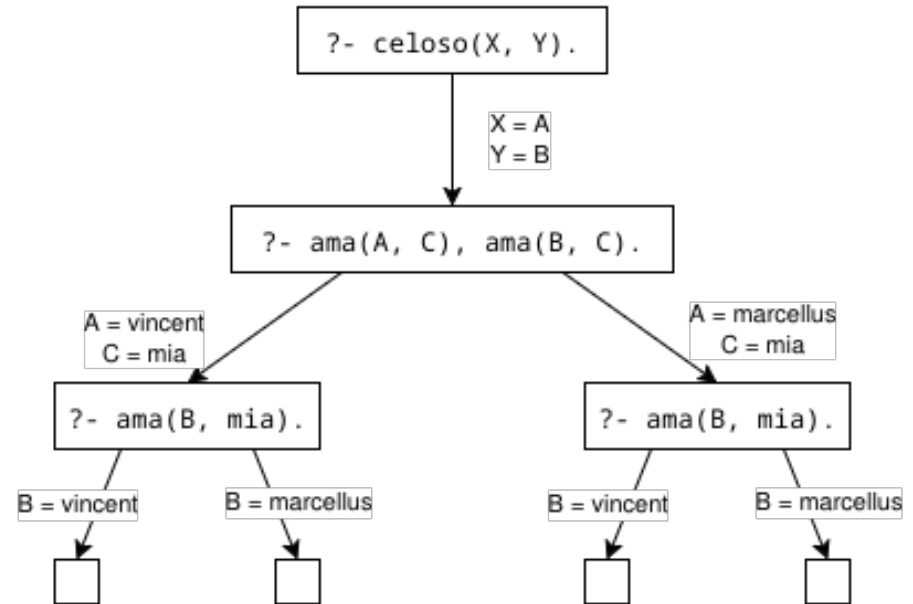 ?- celoso(X, Y).
X = A
Y = B
?- ama(A, C), ama(B, C).
A = vincent
C = mia
A = marcellus
C = mia
?- ama(B, mia).
?- ama(B, mia).
B = vincent
B = marcellus
B = vincent
B = marcellus